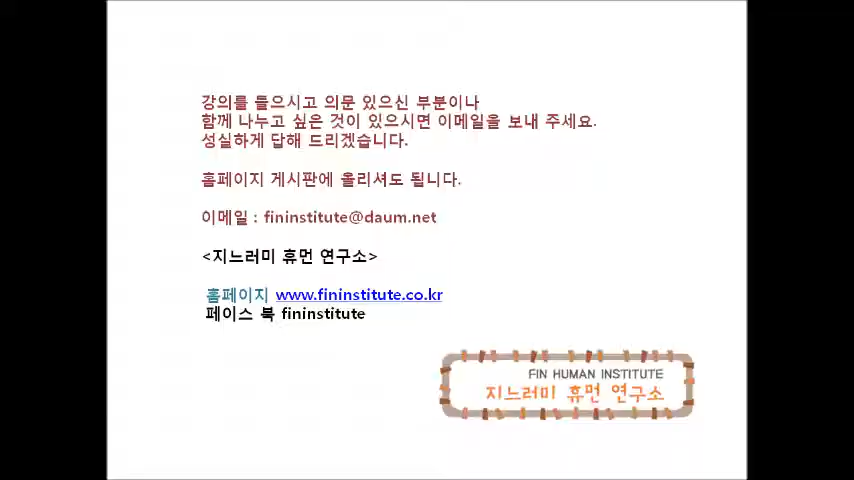 강의를 들으시고 의문 있으신 부분이나
함께 나누고 싶은 것이 있으시면 이메일을 보내 주세요.
성실하게 답해 드리겠습니다.
홈페이지 게시판에 올리셔도 됩니다.
이메일 : fininstitute@daum.net
<지느러미 휴먼 연구소>
홈페이지 www.fininstitute.co.kr
페이스 북 fininstitute
FIN HUMAN INSTITUTE
지느러미 휴먼 연구소